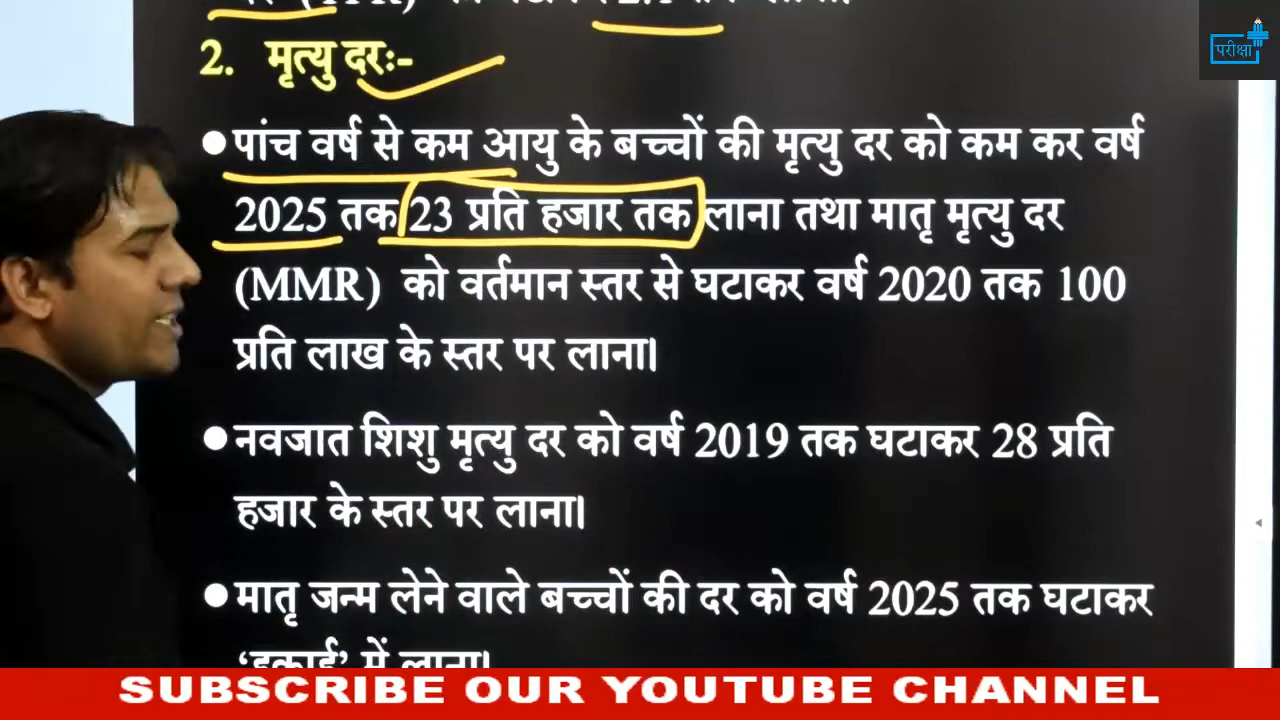 परीक्षा
2. मृत्यु दरः-
●पांच वर्ष से कम आयु के बच्चों की मृत्यु दर को कम कर वर्ष
2025 तक 23 प्रति हजार तक लाना तथा मातृ मृत्यु दर
(MMR) को वर्तमान स्तर से घटाकर वर्ष 2020 तक 100
प्रति लाख के स्तर पर लाना।
●नवजात शिशु मृत्यु दर को वर्ष 2019 तक घटाकर 28 प्रति
हजार के स्तर पर लाना।
●मातृ जन्म लेने वाले बच्चों की दर को वर्ष 2025 तक घटाकर
‘इकाई’ में लाना।
SUBSCRIBE OUR YOUTUBE CHANNEL